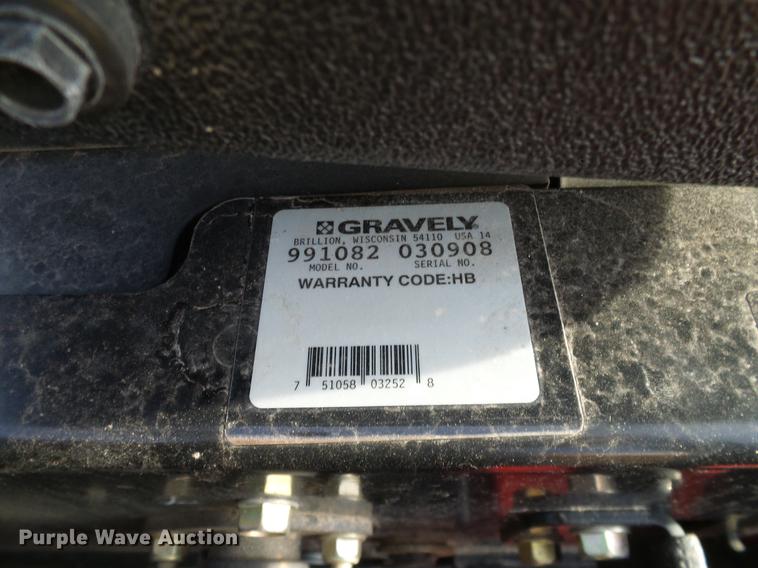 GRAVELY
BRILLION, WISCONSIN 54110 USA 14
991082 030908
MODEL NO. SERIAL NO.
WARRANTY CODE:HB
7 51058 03252 8
Purple Wave Auction